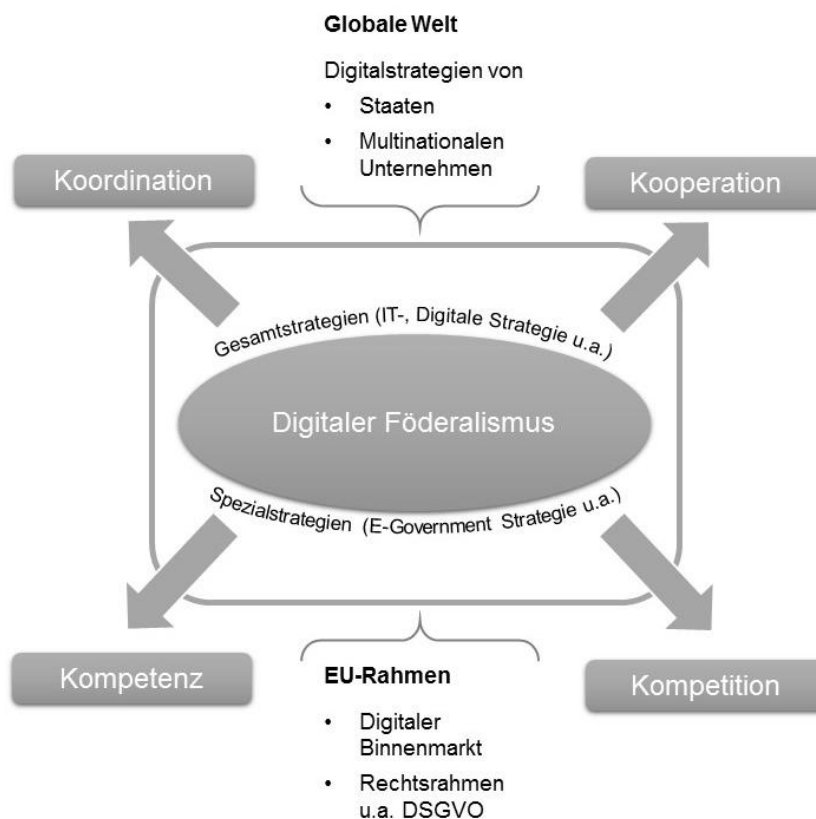 Globale Welt
Digitalstrategien von
• Staaten
• Multinationalen
Unternehmen
Koordination
Kooperation
Gesamtstrategien (IT-, Digitale Strategie u.a.)
Digitaler Föderalismus
Spezialstrategien (E-Government Strategie u.a.)
Kompetenz
Kompetition
EU-Rahmen
• Digitaler
Binnenmarkt
• Rechtsrahmen
u.a. DSGVO